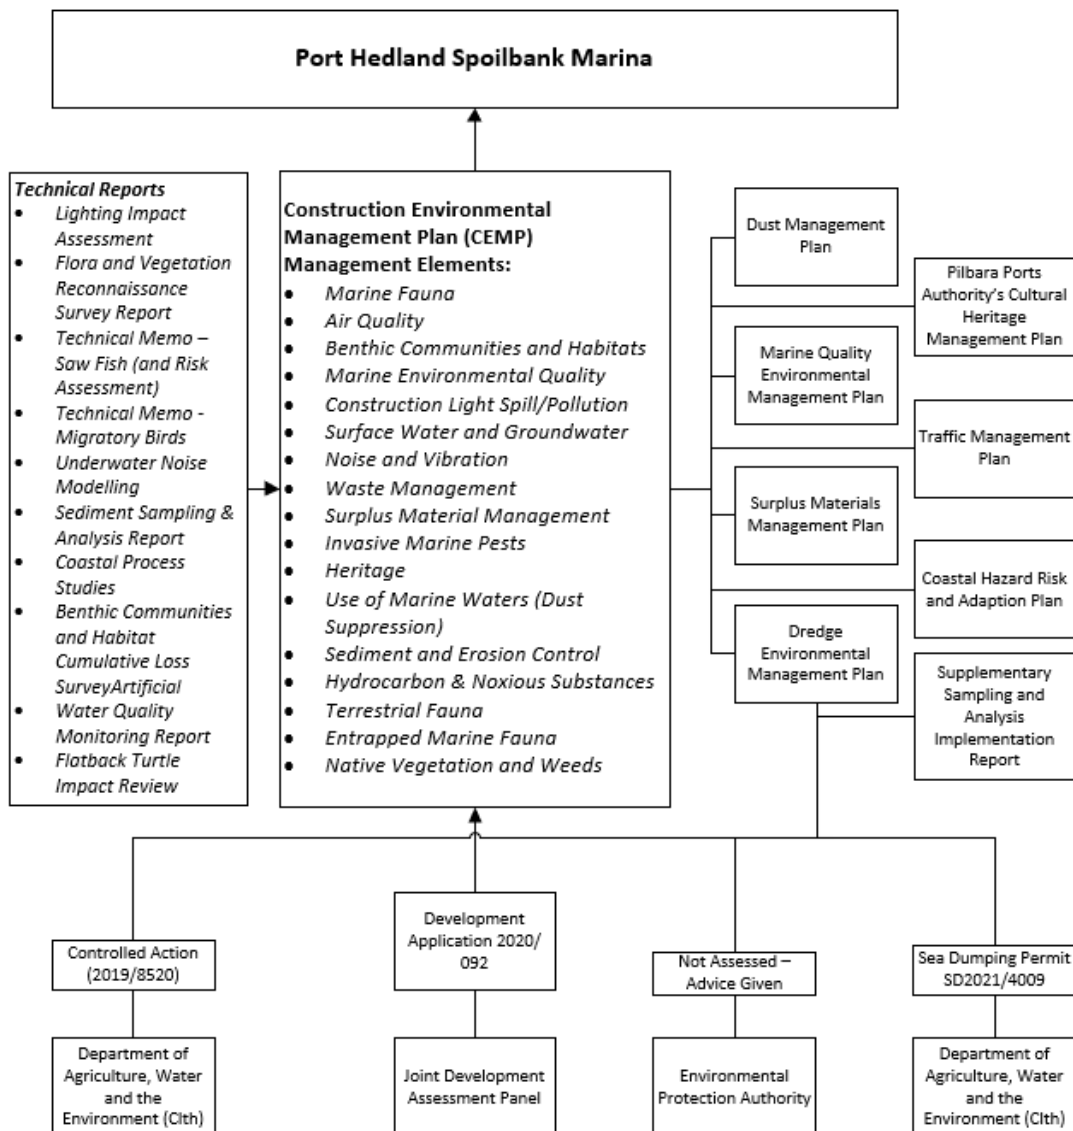 Port Hedland Spoilbank Marina
Technical Reports
• Lighting Impact
Assessment
• Flora and Vegetation
Reconnaissance
Survey Report
• Technical Memo –
Saw Fish (and Risk
Assessment)
• Technical Memo -
Migratory Birds
• Underwater Noise
Modelling
• Sediment Sampling &
Analysis Report
• Coastal Process
Studies
• Benthic Communities
and Habitat
Cumulative Loss
SurveyArtificial
• Water Quality
Monitoring Report
• Flatback Turtle
Impact Review
Construction Environmental
Management Plan (CEMP)
Management Elements:
• Marine Fauna
• Air Quality
• Benthic Communities and Habitats
• Marine Environmental Quality
• Construction Light Spill/Pollution
• Surface Water and Groundwater
• Noise and Vibration
• Waste Management
• Surplus Material Management
• Invasive Marine Pests
• Heritage
• Use of Marine Waters (Dust
Suppression)
• Sediment and Erosion Control
• Hydrocarbon & Noxious Substances
• Terrestrial Fauna
• Entrapped Marine Fauna
• Native Vegetation and Weeds
Dust Management
Plan
Pilbara Ports
Authority's Cultural
Heritage
Management Plan
Marine Quality
Environmental
Management Plan
Traffic Management
Plan
Surplus Materials
Management Plan
Coastal Hazard Risk
and Adaption Plan
Dredge
Environmental
Management Plan
Supplementary
Sampling and
Analysis
Implementation
Report
Controlled Action
(2019/8520)
Development
Application 2020/
092
Not Assessed –
Advice Given
Sea Dumping Permit
SD2021/4009
Department of
Agriculture, Water
and the
Environment (Clth)
Joint Development
Assessment Panel
Environmental
Protection Authority
Department of
Agriculture, Water
and the
Environment (Clth)